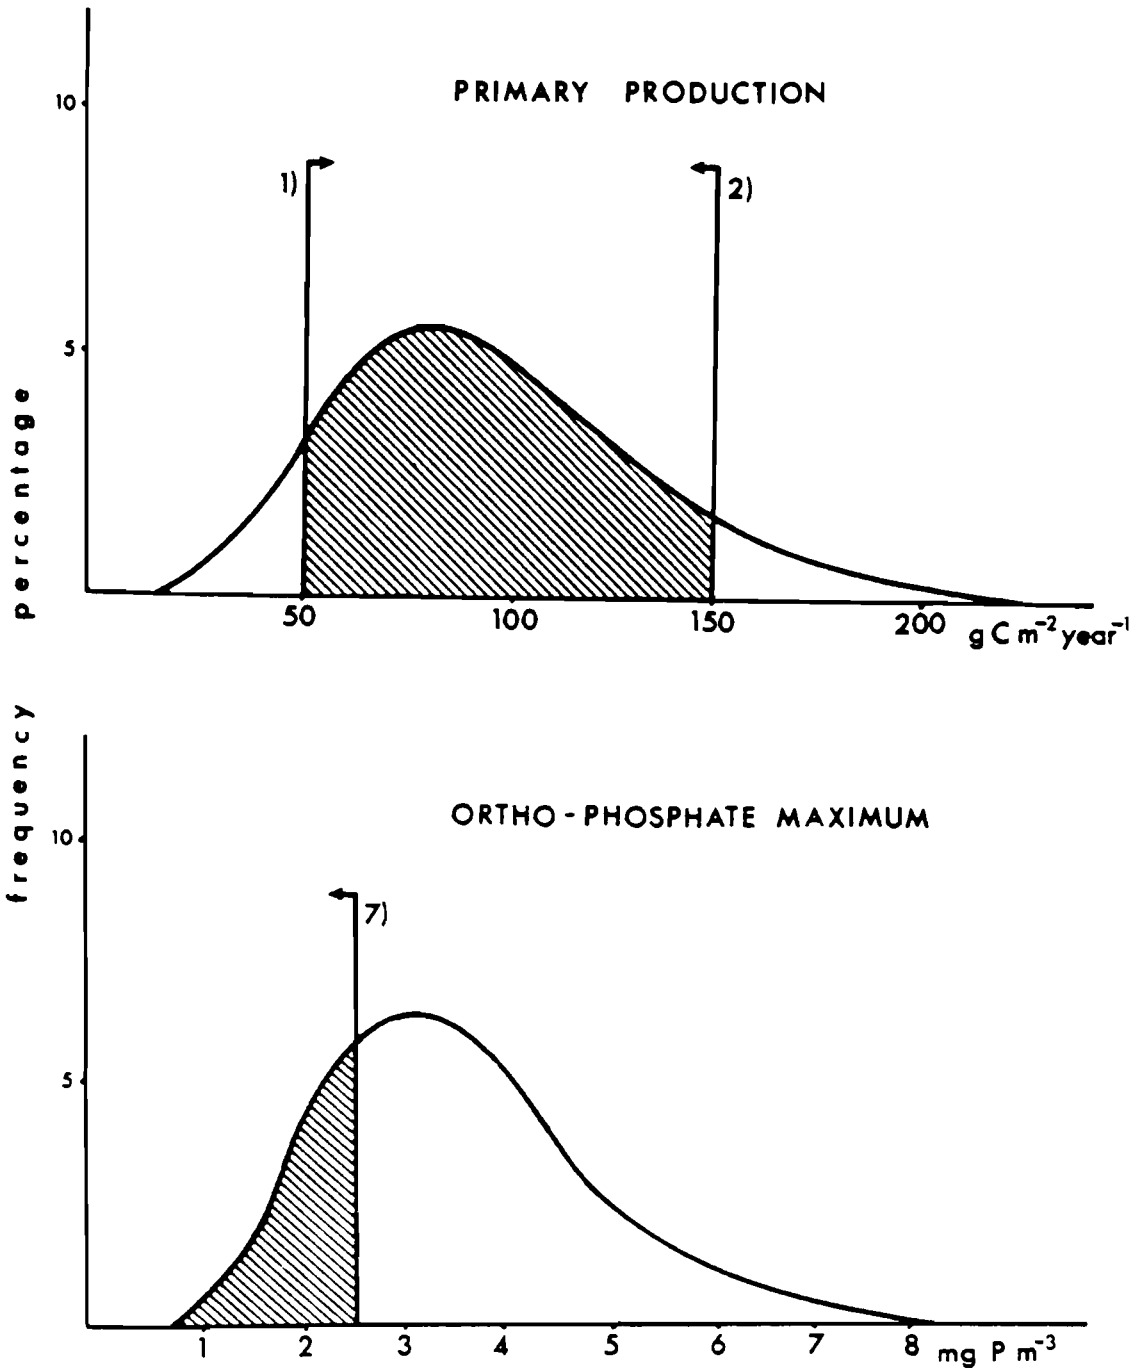 PRIMARY PRODUCTION
10
1)
2)
5
50 100 150 200 g C m⁻² year⁻¹
frequency percentage
ORTHO-PHOSPHATE MAXIMUM
10
7)
5
1 2 3 4 5 6 7 8 mg P m⁻³